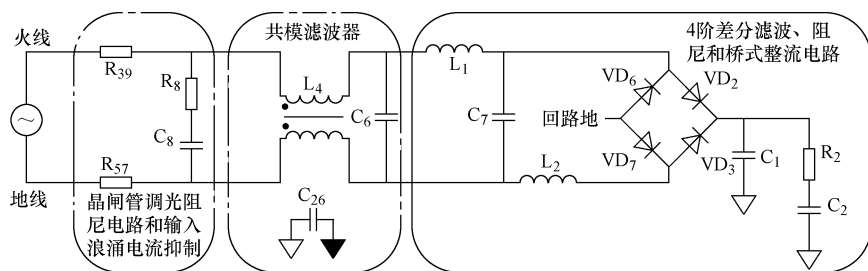 火线
R39
R8
C8
R57
地线
晶闸管调光阻
尼电路和输入
浪涌电流抑制
共模滤波器
L4
C6
C26
4阶差分滤波、阻
尼和桥式整流电路
L1
C7
L2
回路地
VD6
VD2
VD7
VD3
C1
R2
C2